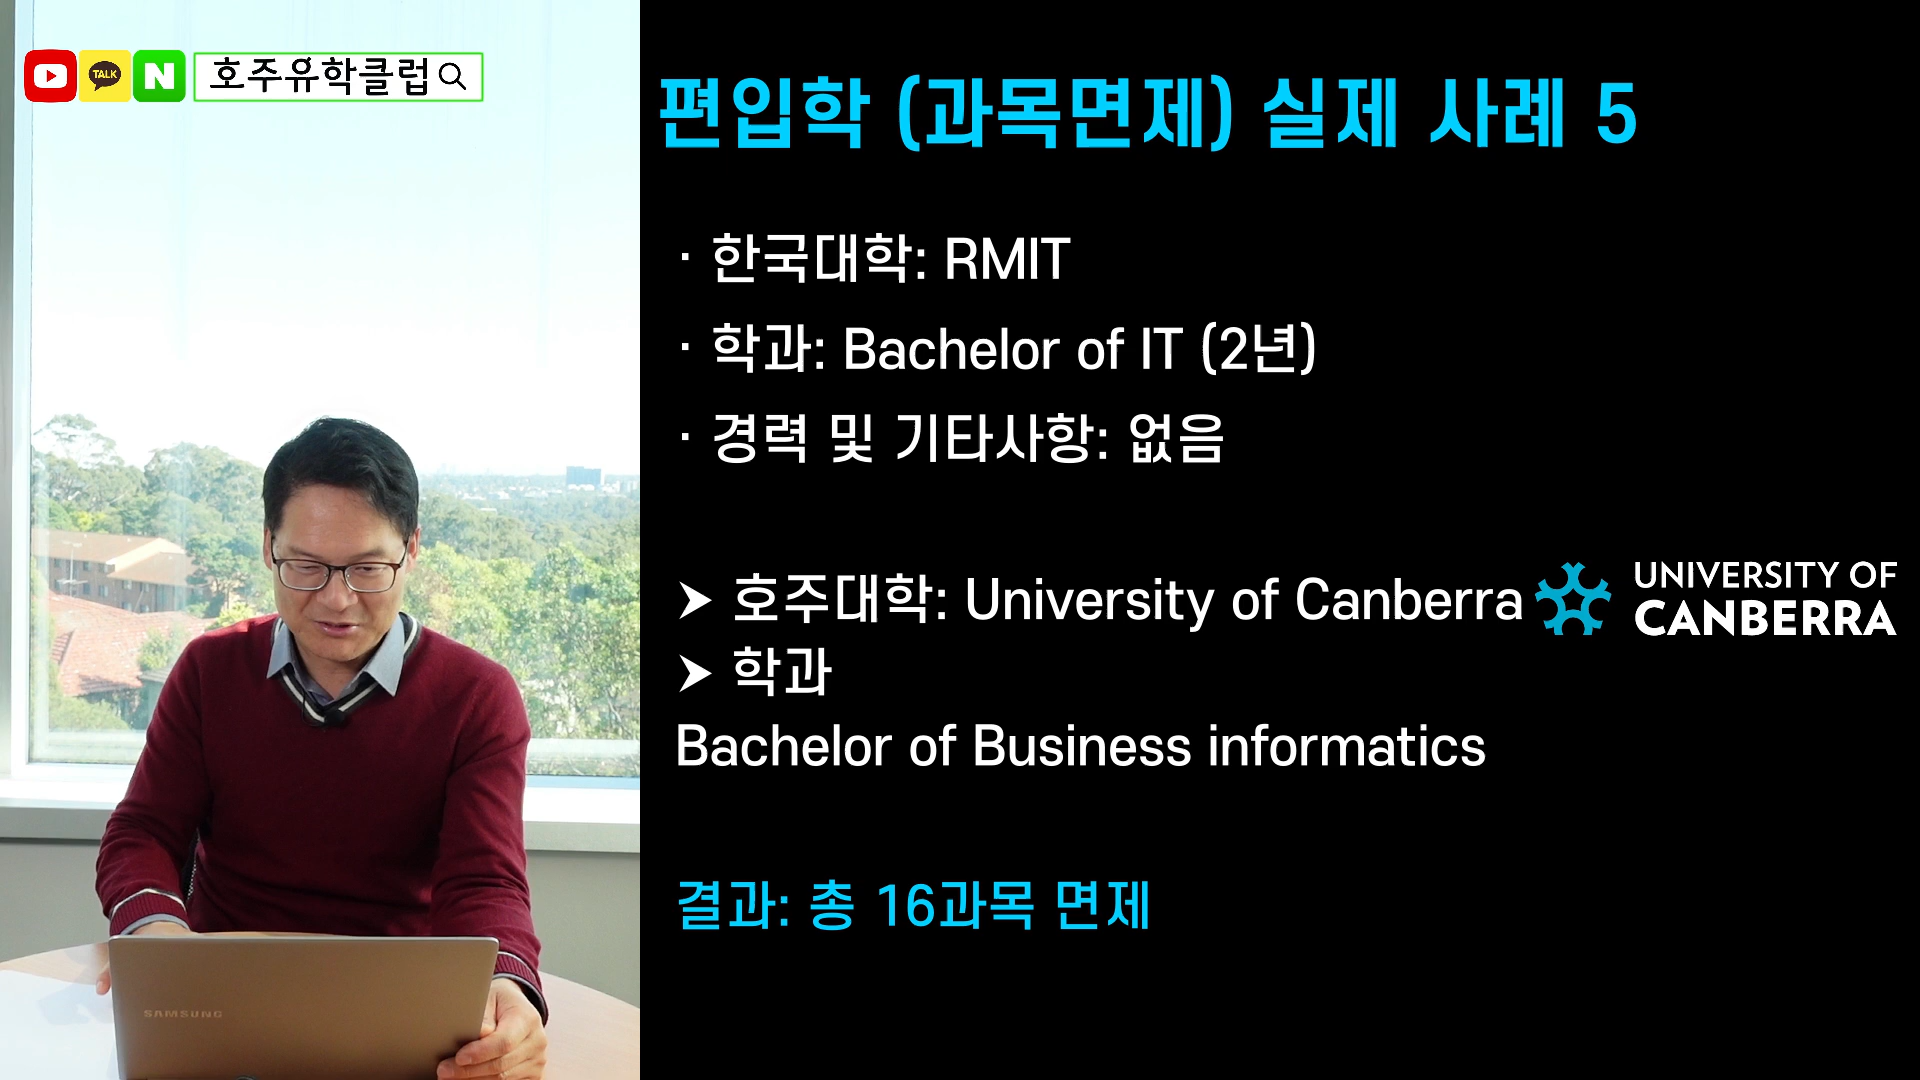 TALK
N
호주유학클럽
편입학 (과목면제) 실제 사례 5
· 한국대학: RMIT
· 학과: Bachelor of IT (2년)
· 경력 및 기타사항: 없음
➤ 호주대학: University of Canberra
UNIVERSITY OF
CANBERRA
➤ 학과
Bachelor of Business informatics
결과: 총 16과목 면제
SAMSUNG